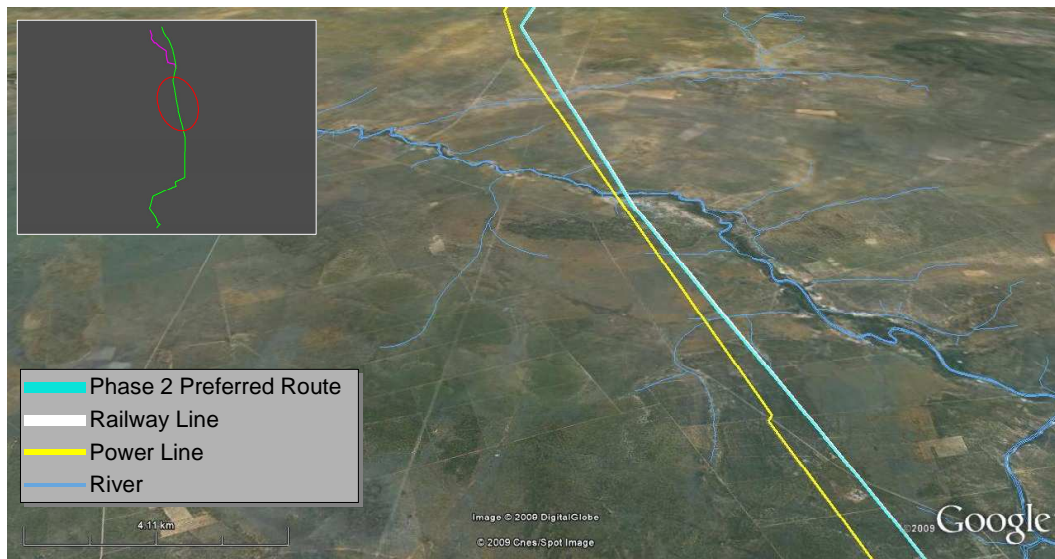 Phase 2 Preferred Route
Railway Line
Power Line
River
4.11 km
Image © 2009 DigitalGlobe
© 2009 Cnes/Spot Image
©2009 Google